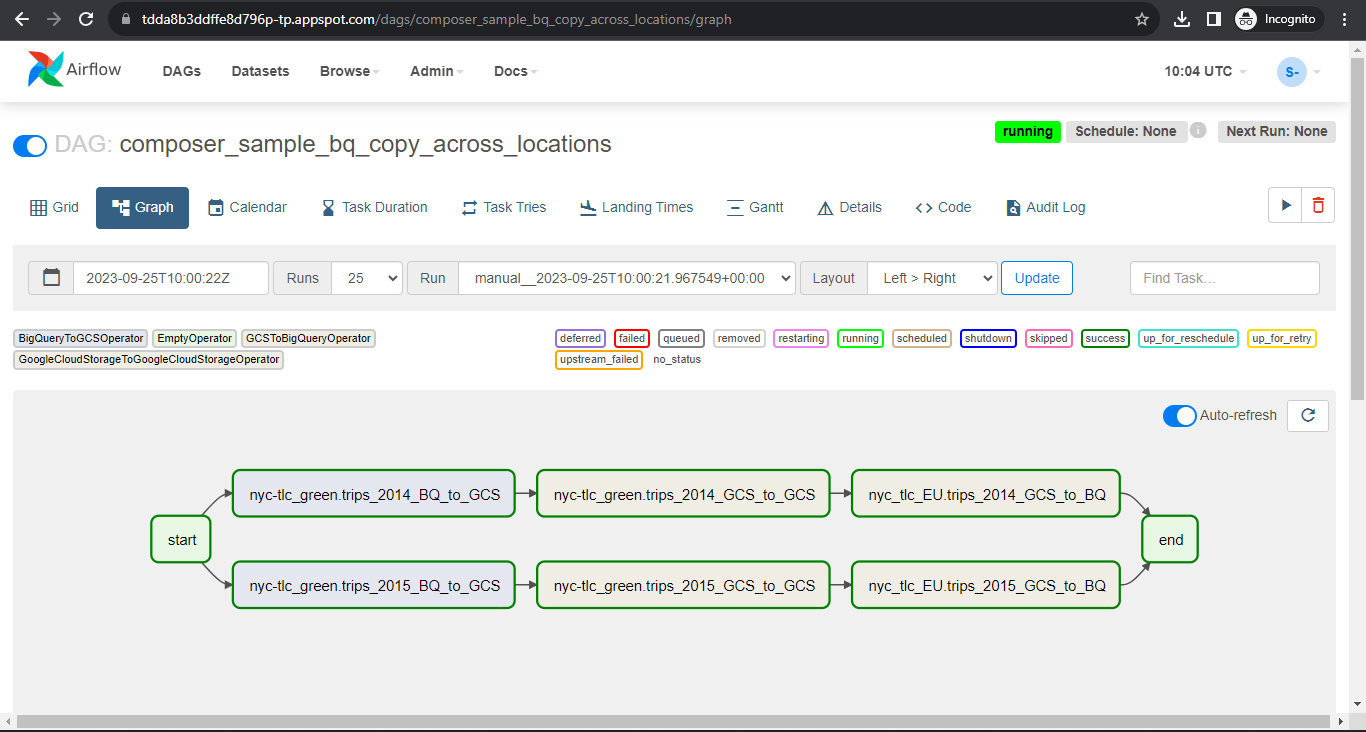 tdda8b3ddffe8d796p-tp.appspot.com/dags/composer_sample_bq_copy_across_locations/graph Incognito
Airflow DAGs Datasets Browse Admin Docs 10:04 UTC S-
DAG: composer_sample_bq_copy_across_locations running Schedule: None i Next Run: None
Grid Graph Calendar Task Duration Task Tries Landing Times Gantt Details Code Audit Log
2023-09-25T10:00:22Z Runs 25 Run manual__2023-09-25T10:00:21.967549+00:00 Layout Left > Right Update Find Task...
BigQueryToGCSOperator EmptyOperator GCSToBigQueryOperator deferred failed queued removed restarting running scheduled shutdown skipped success up_for_reschedule up_for_retry
GoogleCloudStorageToGoogleCloudStorageOperator upstream_failed no_status
Auto-refresh
nyc-tlc_green.trips_2014_BQ_to_GCS nyc-tlc_green.trips_2014_GCS_to_GCS nyc_tlc_EU.trips_2014_GCS_to_BQ
start end
nyc-tlc_green.trips_2015_BQ_to_GCS nyc-tlc_green.trips_2015_GCS_to_GCS nyc_tlc_EU.trips_2015_GCS_to_BQ